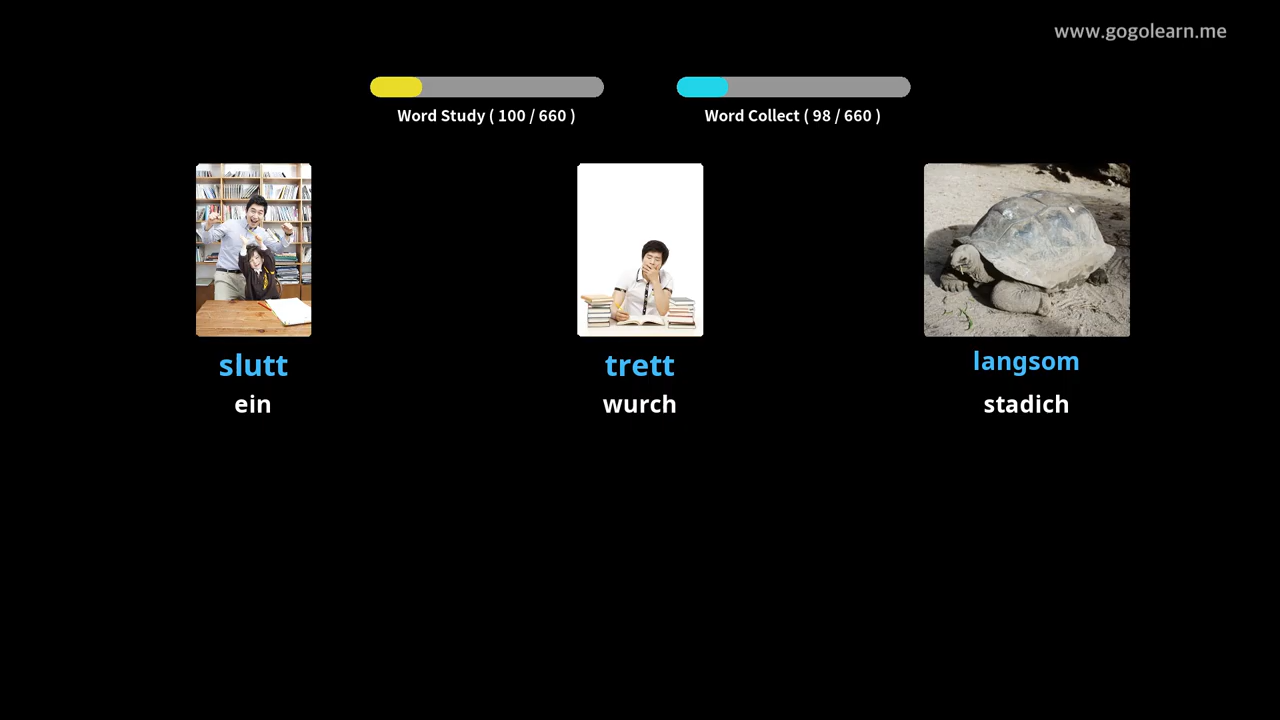 www.gogolearn.me
Word Study ( 100 / 660 )
Word Collect ( 98 / 660 )
slutt
trett
langsom
ein
wurch
stadich